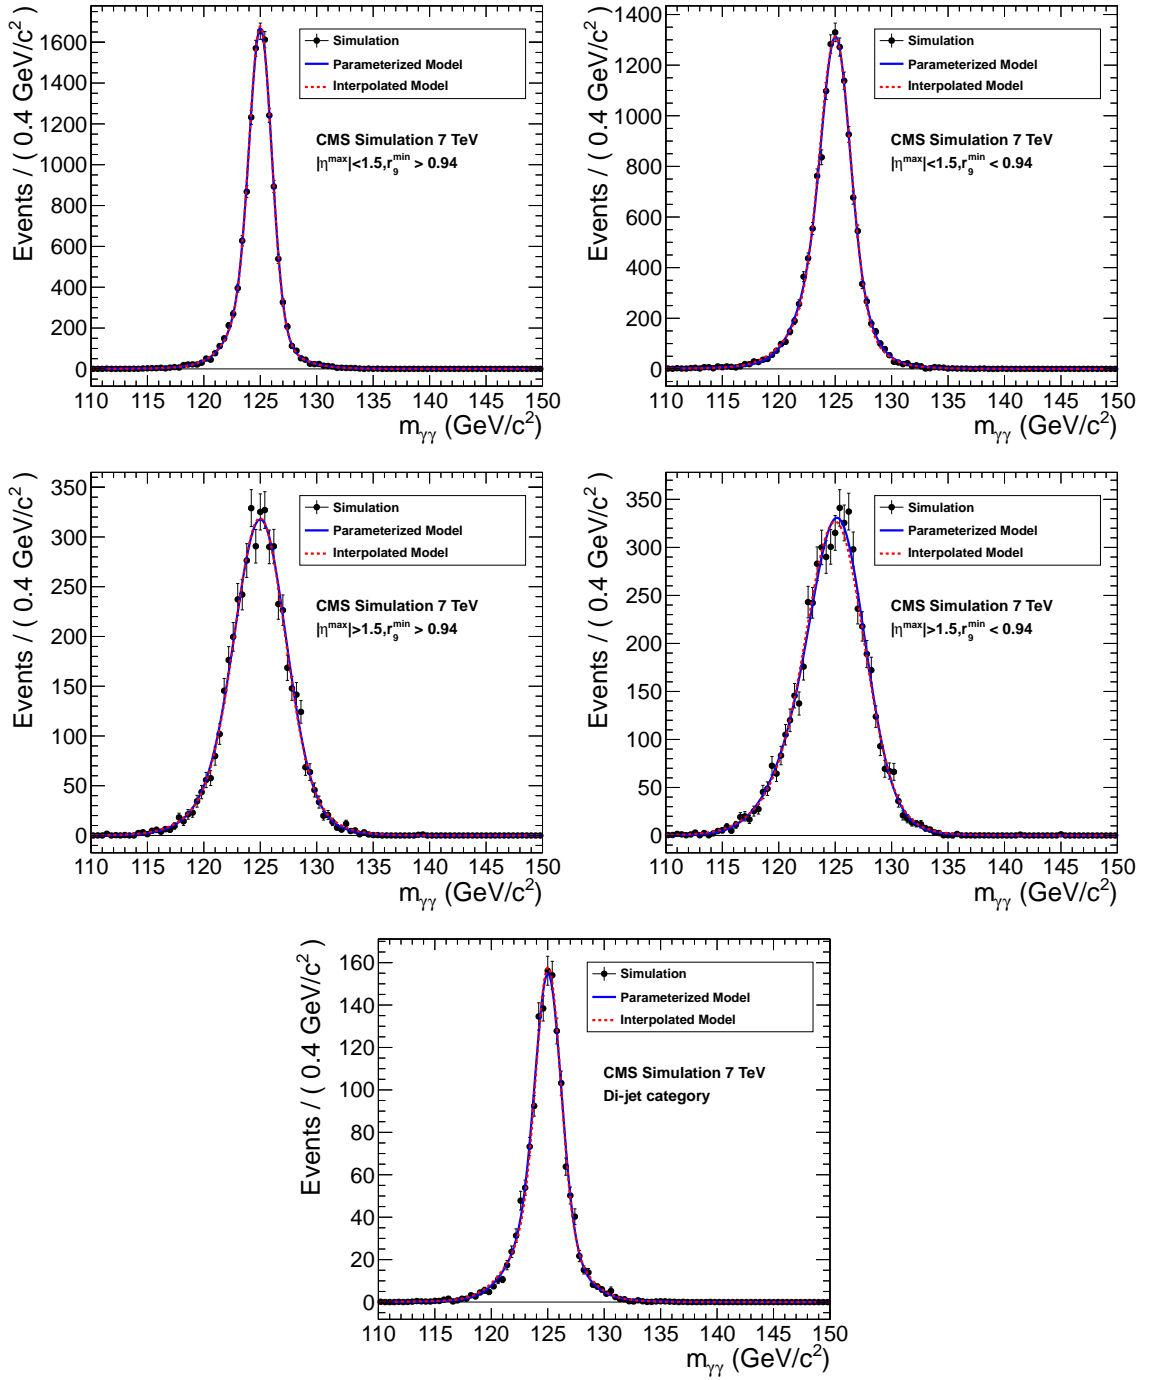 Events / ( 0.4 GeV/c²)
1600
1400
1200
1000
800
600
400
200
0
Simulation
Parameterized Model
Interpolated Model
CMS Simulation 7 TeV
|η^max|<1.5,r_9^min > 0.94
110 115 120 125 130 135 140 145 150
m_γγ (GeV/c²)
Events / ( 0.4 GeV/c²)
1400
1200
1000
800
600
400
200
0
Simulation
Parameterized Model
Interpolated Model
CMS Simulation 7 TeV
|η^max|<1.5,r_9^min < 0.94
110 115 120 125 130 135 140 145 150
m_γγ (GeV/c²)
Events / ( 0.4 GeV/c²)
350
300
250
200
150
100
50
0
Simulation
Parameterized Model
Interpolated Model
CMS Simulation 7 TeV
|η^max|>1.5,r_9^min > 0.94
110 115 120 125 130 135 140 145 150
m_γγ (GeV/c²)
Events / ( 0.4 GeV/c²)
350
300
250
200
150
100
50
0
Simulation
Parameterized Model
Interpolated Model
CMS Simulation 7 TeV
|η^max|>1.5,r_9^min < 0.94
110 115 120 125 130 135 140 145 150
m_γγ (GeV/c²)
Events / ( 0.4 GeV/c²)
160
140
120
100
80
60
40
20
0
Simulation
Parameterized Model
Interpolated Model
CMS Simulation 7 TeV
Di-jet category
110 115 120 125 130 135 140 145 150
m_γγ (GeV/c²)